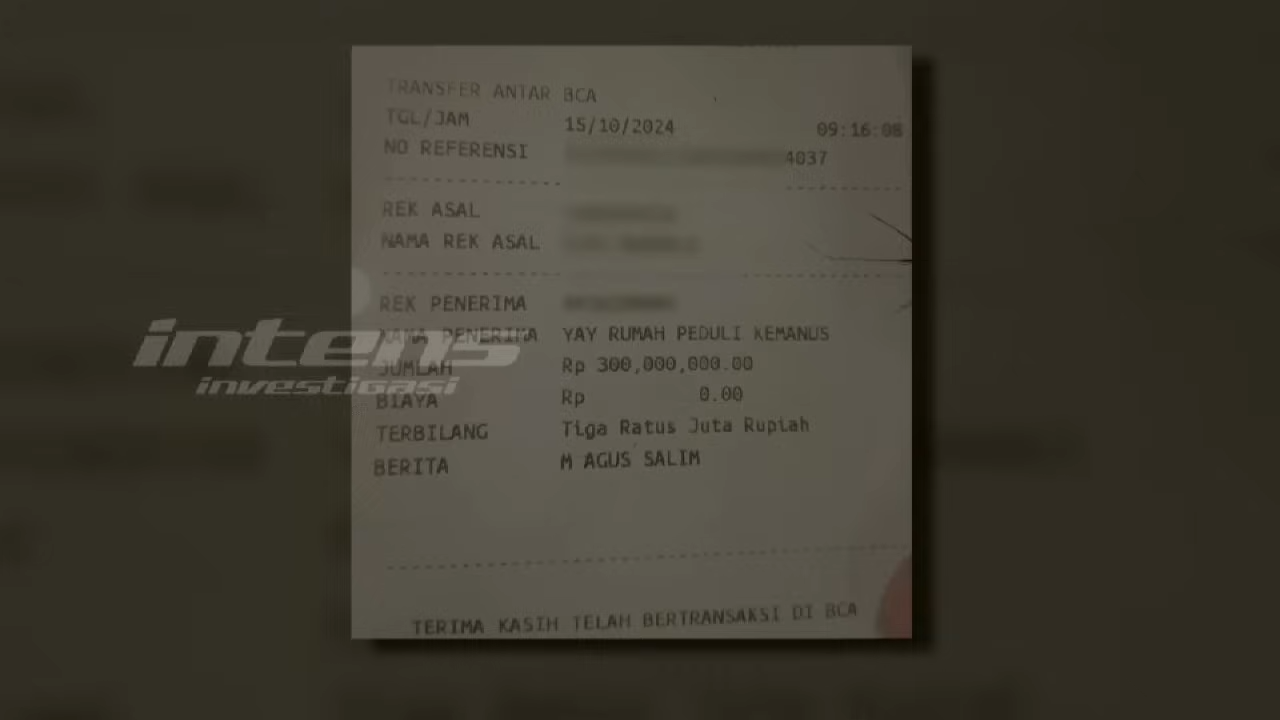 TRANSFER ANTAR BCA
TGL/JAM 15/10/2024 09:16:08
NO REFERENSI 4037
REK ASAL
NAMA REK ASAL
REK PENERIMA
NAMA PENERIMA YAY RUMAH PEDULI KEMANUS
JUMLAH Rp 300,000,000.00
BIAYA Rp 0.00
TERBILANG Tiga Ratus Juta Rupiah
BERITA M AGUS SALIM
TERIMA KASIH TELAH BERTRANSAKSI DI BCA
intens
investigasi